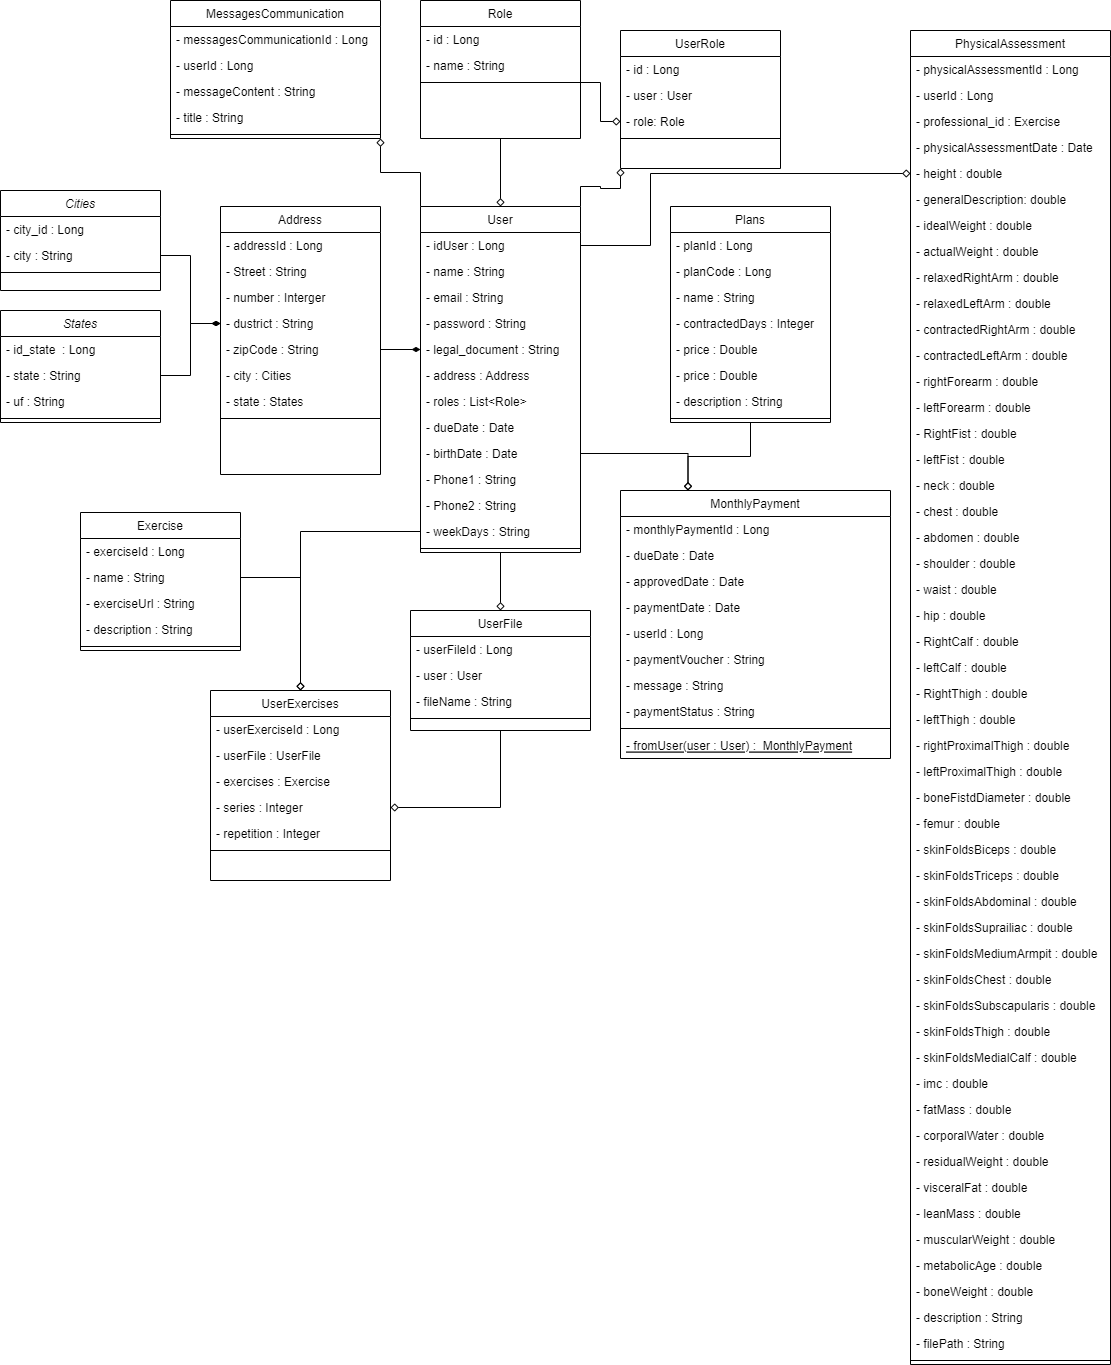 MessagesCommunication
- messagesCommunicationId : Long
- userId : Long
- messageContent : String
- title : String
Role
- id : Long
- name : String
UserRole
- id : Long
- user : User
- role: Role
PhysicalAssessment
- physicalAssessmentId : Long
- userId : Long
- professional_id : Exercise
- physicalAssessmentDate : Date
- height : double
- generalDescription: double
- idealWeight : double
- actualWeight : double
- relaxedRightArm : double
- relaxedLeftArm : double
- contractedRightArm : double
- contractedLeftArm : double
- rightForearm : double
- leftForearm : double
- RightFist : double
- leftFist : double
- neck : double
- chest : double
- abdomen : double
- shoulder : double
- waist : double
- hip : double
- RightCalf : double
- leftCalf : double
- RightThigh : double
- leftThigh : double
- rightProximalThigh : double
- leftProximalThigh : double
- boneFistdDiameter : double
- femur : double
- skinFoldsBiceps : double
- skinFoldsTriceps : double
- skinFoldsAbdominal : double
- skinFoldsSuprailiac : double
- skinFoldsMediumArmpit : double
- skinFoldsChest : double
- skinFoldsSubscapularis : double
- skinFoldsThigh : double
- skinFoldsMedialCalf : double
- imc : double
- fatMass : double
- corporalWater : double
- residualWeight : double
- visceralFat : double
- leanMass : double
- muscularWeight : double
- metabolicAge : double
- boneWeight : double
- description : String
- filePath : String
Cities
- city_id : Long
- city : String
States
- id_state : Long
- state : String
- uf : String
Address
- addressId : Long
- Street : String
- number : Interger
- dustrict : String
- zipCode : String
- city : Cities
- state : States
User
- idUser : Long
- name : String
- email : String
- password : String
- legal_document : String
- address : Address
- roles : List<Role>
- dueDate : Date
- birthDate : Date
- Phone1 : String
- Phone2 : String
- weekDays : String
Plans
- planId : Long
- planCode : Long
- name : String
- contractedDays : Integer
- price : Double
- price : Double
- description : String
Exercise
- exerciseId : Long
- name : String
- exerciseUrl : String
- description : String
MonthlyPayment
- monthlyPaymentId : Long
- dueDate : Date
- approvedDate : Date
- paymentDate : Date
- userId : Long
- paymentVoucher : String
- message : String
- paymentStatus : String
- fromUser(user : User) : MonthlyPayment
UserFile
- userFileId : Long
- user : User
- fileName : String
UserExercises
- userExerciseId : Long
- userFile : UserFile
- exercises : Exercise
- series : Integer
- repetition : Integer